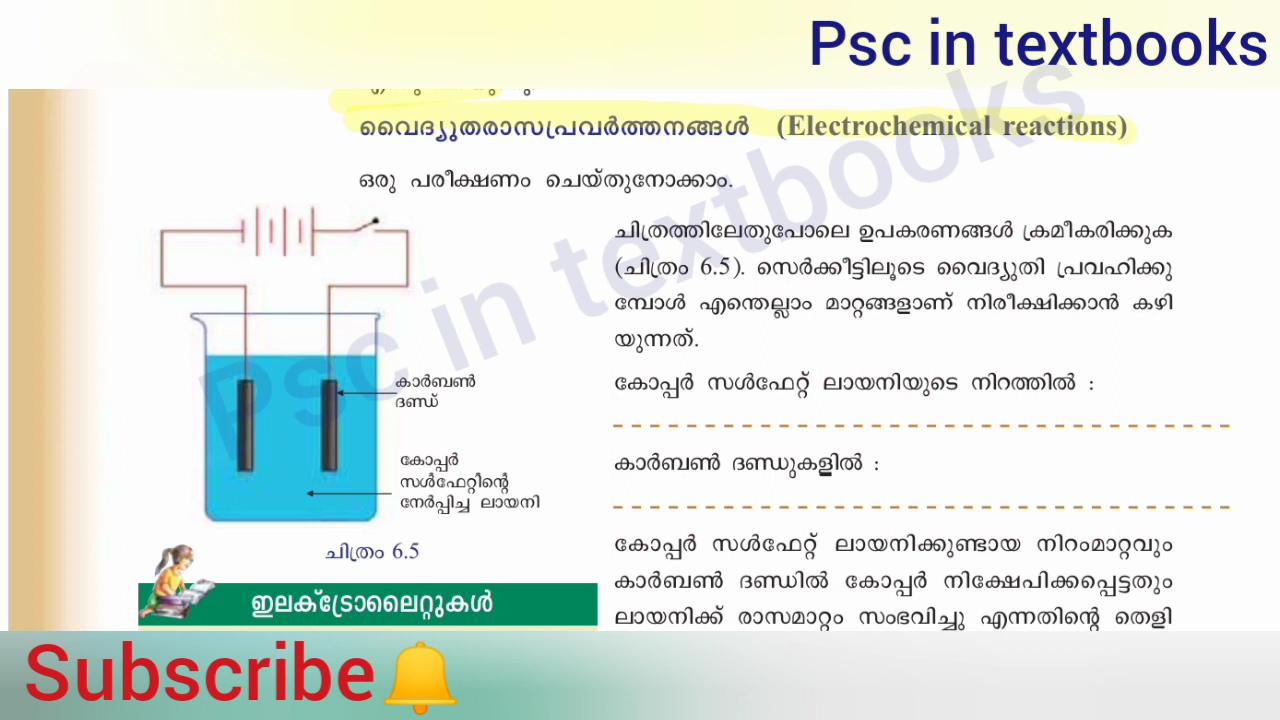 Psc in textbooks
വൈദ്യുതരാസപ്രവർത്തനങ്ങൾ (Electrochemical reactions)
ഒരു പരീക്ഷണം ചെയ്തുനോക്കാം.
ചിത്രത്തിലേതുപോലെ ഉപകരണങ്ങൾ ക്രമീകരിക്കുക
(ചിത്രം 6.5). സെർക്കീട്ടിലൂടെ വൈദ്യുതി പ്രവഹിക്കു
മ്പോൾ എന്തെല്ലാം മാറ്റങ്ങളാണ് നിരീക്ഷിക്കാൻ കഴി
യുന്നത്.
കോപ്പർ സൾഫേറ്റ് ലായനിയുടെ നിറത്തിൽ :
കാർബൺ ദണ്ഡുകളിൽ :
കോപ്പർ സൾഫേറ്റ് ലായനിക്കുണ്ടായ നിറംമാറ്റവും
കാർബൺ ദണ്ഡിൽ കോപ്പർ നിക്ഷേപിക്കപ്പെട്ടതും
ലായനിക്ക് രാസമാറ്റം സംഭവിച്ചു എന്നതിന്റെ തെളി
കാർബൺ
ദണ്ഡ്
കോപ്പർ
സൾഫേറ്റിന്റെ
നേർപ്പിച്ച ലായനി
ചിത്രം 6.5
ഇലക്ട്രോലൈറ്റുകൾ
Psc in textbooks
Subscribe